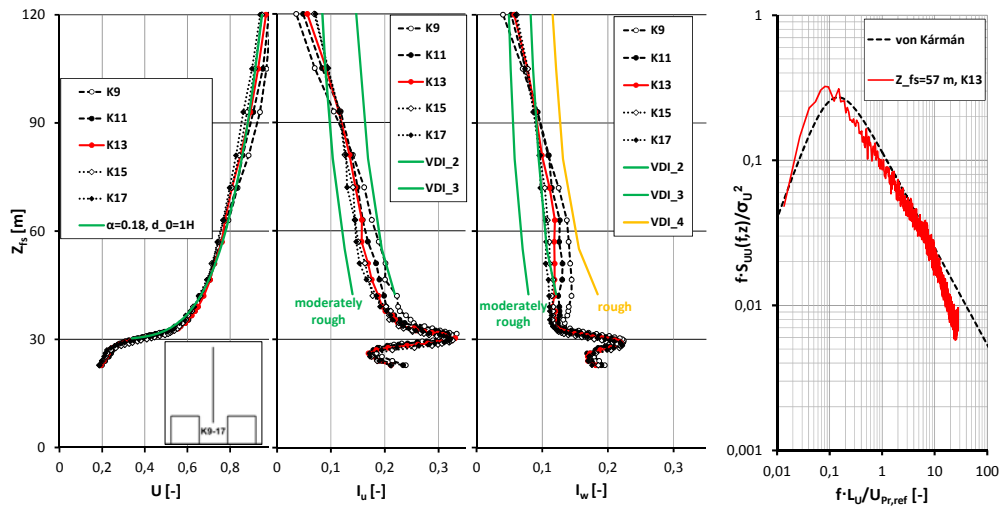 120
90
60
30
0
Z_fs [m]
K9
K11
K13
K15
K17
α=0.18, d_0=1H
K9-17
0
0,2
0,4
0,6
0,8
U [-]
K9
K11
K13
K15
K17
VDI_2
VDI_3
moderately
rough
0
0,1
0,2
0,3
I_u [-]
K9
K11
K13
K15
K17
VDI_2
VDI_3
VDI_4
moderately
rough
rough
0
0,1
0,2
0,3
I_w [-]
1
0,1
0,01
0,001
f·S_UU(f,z)/σ_U²
von Kármán
Z_fs=57 m, K13
0,01
0,1
1
10
100
f·L_U/U_Pr,ref [-]